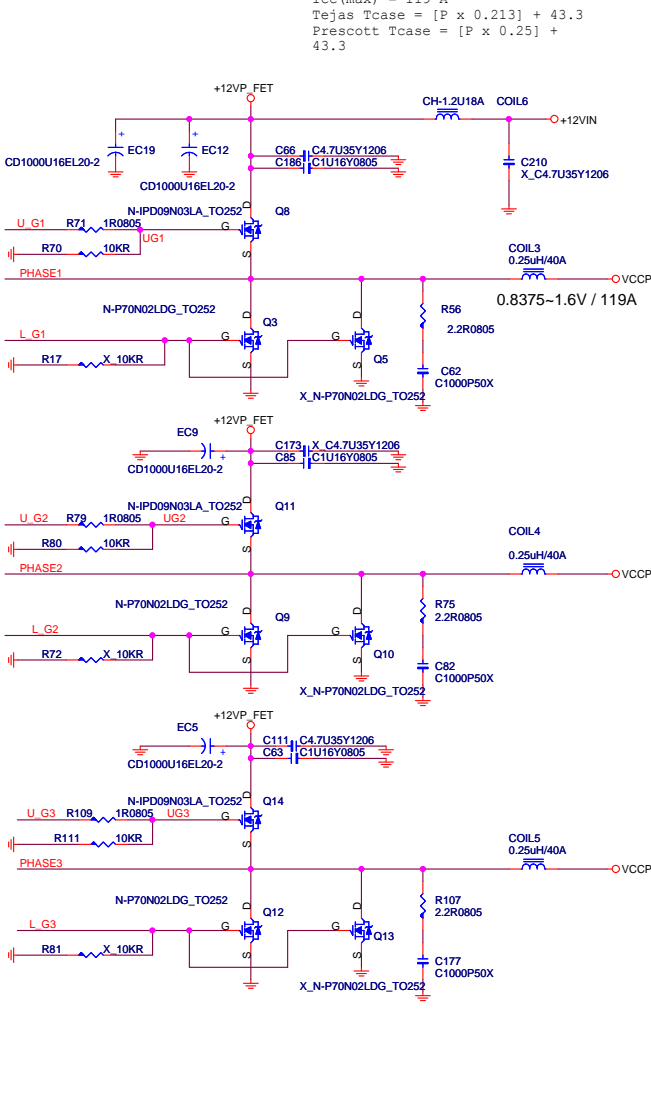 Icc(max) = 119 A
Tejas Tcase = [P x 0.213] + 43.3
Prescott Tcase = [P x 0.25] +
43.3
+12VP_FET
CH-1.2U18A COIL6
+12VIN
EC19
EC12
CD1000U16EL20-2
CD1000U16EL20-2
C66 C4.7U35Y1206
C186 C1U16Y0805
C210
X_C4.7U35Y1206
N-IPD09N03LA_TO252
D
Q8
U_G1 R71 1R0805
G
UG1
R70 10KR
S
COIL3
0.25uH/40A
PHASE1
VCCP
0.8375~1.6V / 119A
N-P70N02LDG_TO252
D
D
R56
2.2R0805
Q3
L_G1
G
G
R17 X_10KR
S
S
Q5
C62
C1000P50X
X_N-P70N02LDG_TO252
+12VP_FET
EC9
+
CD1000U16EL20-2
C173 X_C4.7U35Y1206
C85 C1U16Y0805
N-IPD09N03LA_TO252
D
Q11
U_G2 R79 1R0805 UG2
G
R80 10KR
S
COIL4
0.25uH/40A
PHASE2
VCCP
N-P70N02LDG_TO252
D
D
R75
2.2R0805
Q9
L_G2
G
G
R72 X_10KR
S
S
Q10
C82
C1000P50X
X_N-P70N02LDG_TO252
+12VP_FET
EC5
+
CD1000U16EL20-2
C111 C4.7U35Y1206
C63 C1U16Y0805
N-IPD09N03LA_TO252
D
Q14
U_G3 R109 1R0805 UG3
G
R111 10KR
S
COIL5
0.25uH/40A
PHASE3
VCCP
N-P70N02LDG_TO252
D
D
R107
2.2R0805
Q12
L_G3
G
G
Q13
R81 X_10KR
S
S
C177
C1000P50X
X_N-P70N02LDG_TO252